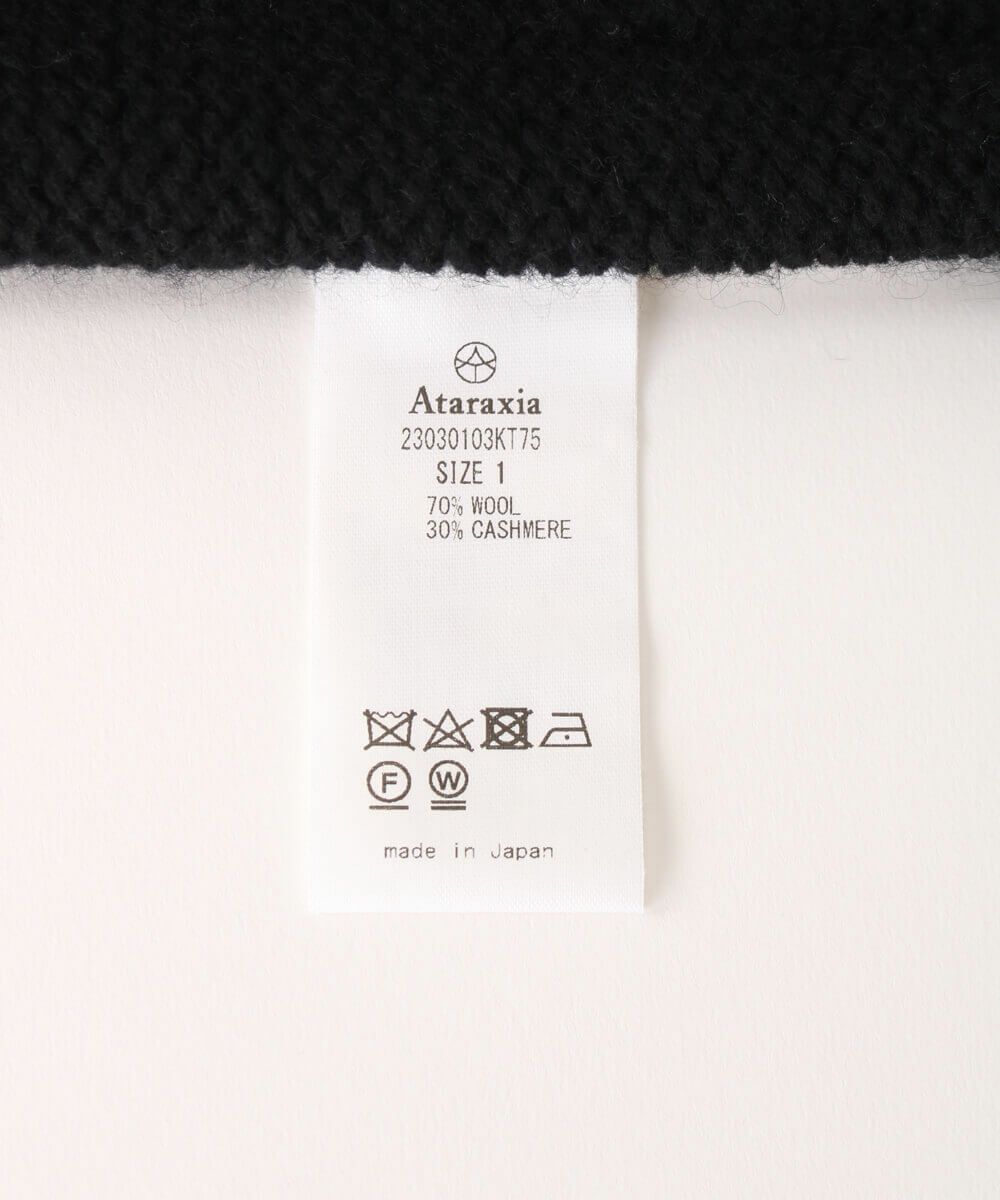 Ataraxia
23030103KT75
SIZE 1
70% WOOL
30% CASHMERE
F W
made in Japan